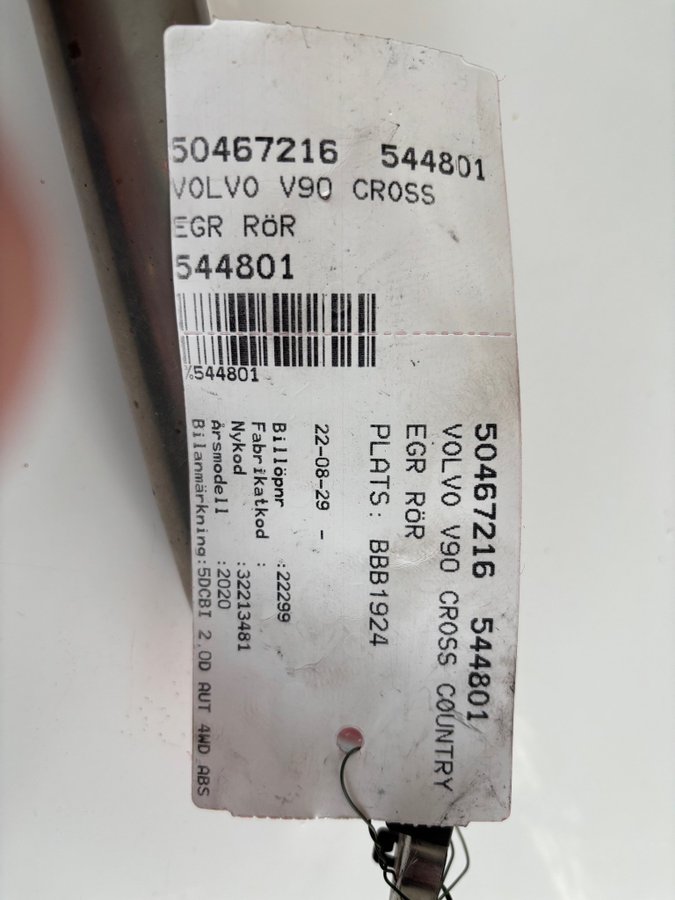 50467216 544801
VOLVO V90 CROSS
EGR RöR
544801
%544801
50467216 544801
VOLVO V90 CROSS COUNTRY
EGR RöR
PLATS: BBB1924
22-08-29 -
Billöpnr :22299
Fabrikatkod :
Nykod :32213481
Årsmodell :2020
Bilanmärkning:5DCBI 2.0D AUT 4WD ABS